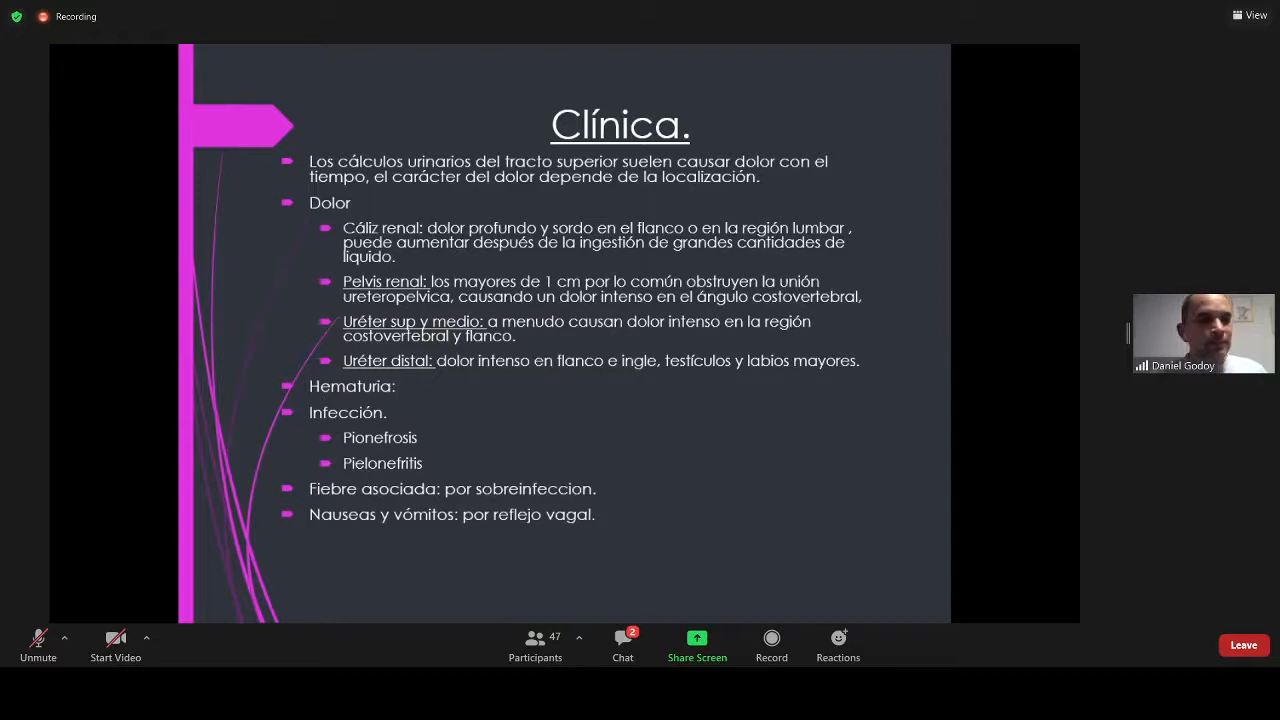 Recording
View
Clínica.
Los cálculos urinarios del tracto superior suelen causar dolor con el
tiempo, el carácter del dolor depende de la localización.
Dolor
Cáliz renal: dolor profundo y sordo en el flanco o en la región lumbar ,
puede aumentar después de la ingestión de grandes cantidades de
liquido.
Pelvis renal: los mayores de 1 cm por lo común obstruyen la unión
ureteropelvica, causando un dolor intenso en el ángulo costovertebral,
Uréter sup y medio: a menudo causan dolor intenso en la región
costovertebral y flanco.
Uréter distal: dolor intenso en flanco e ingle, testículos y labios mayores.
Hematuria:
Infección.
Pionefrosis
Pielonefritis
Fiebre asociada: por sobreinfeccion.
Nauseas y vómitos: por reflejo vagal.
Daniel Godoy
Unmute
Start Video
47
Participants
2
Chat
Share Screen
Record
Reactions
Leave